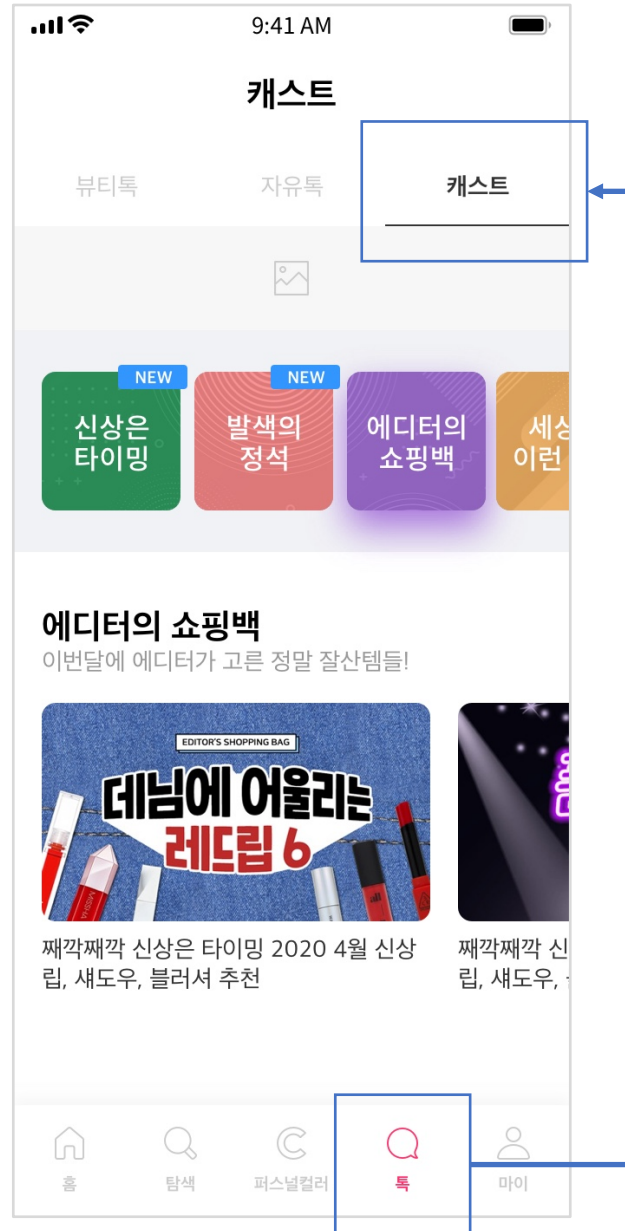 9:41 AM
캐스트
뷰티톡
자유톡
캐스트
NEW
NEW
신상은
타이밍
발색의
정석
에디터의
쇼핑백
세상
이런
에디터의 쇼핑백
이번달에 에디터가 고른 정말 잘산템들!
EDITOR'S SHOPPING BAG
데님에 어울리는
레드립 6
MISSHA
째깍째깍 신상은 타이밍 2020 4월 신상
립, 섀도우, 블러셔 추천
째깍째깍 신
립, 섀도우,
홈
탐색
퍼스널컬러
톡
마이